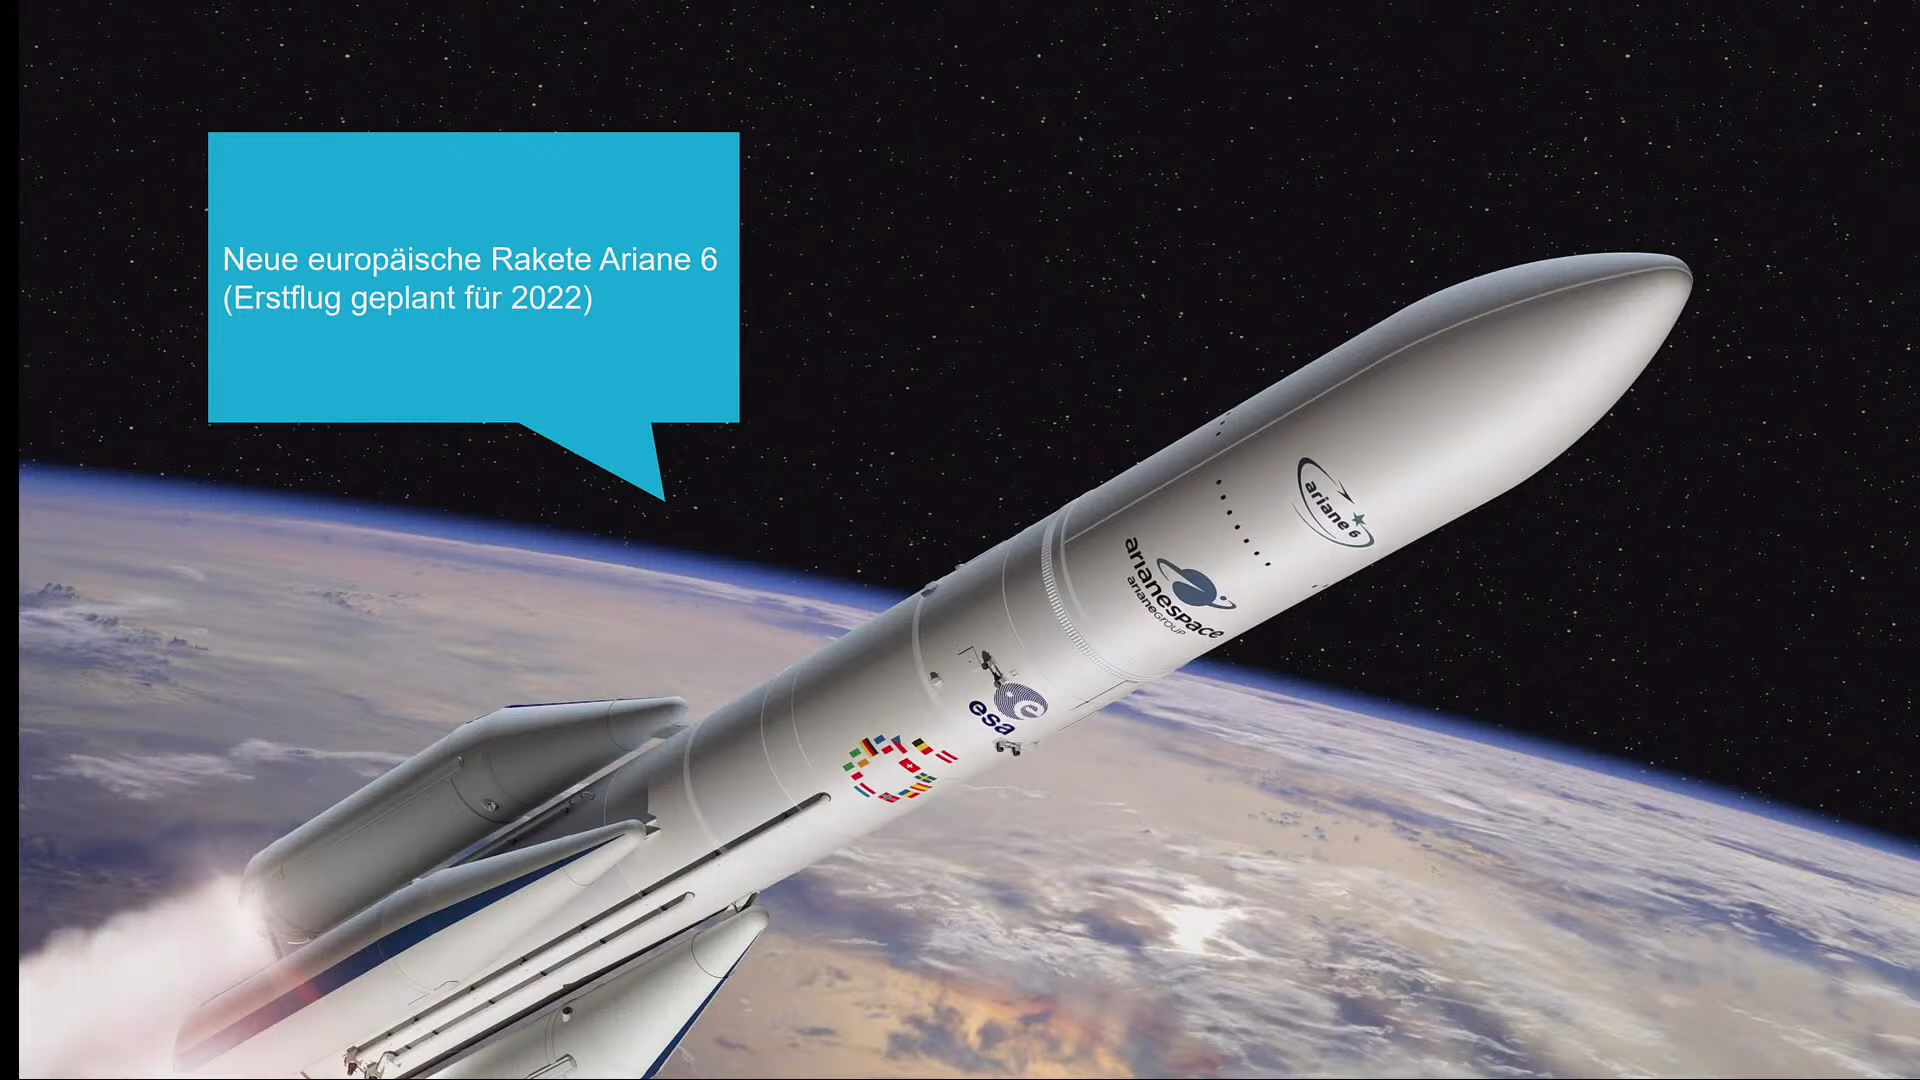 Neue europäische Rakete Ariane 6
(Erstflug geplant für 2022)
ariane 6
arianespace
arianeGROUP
esa